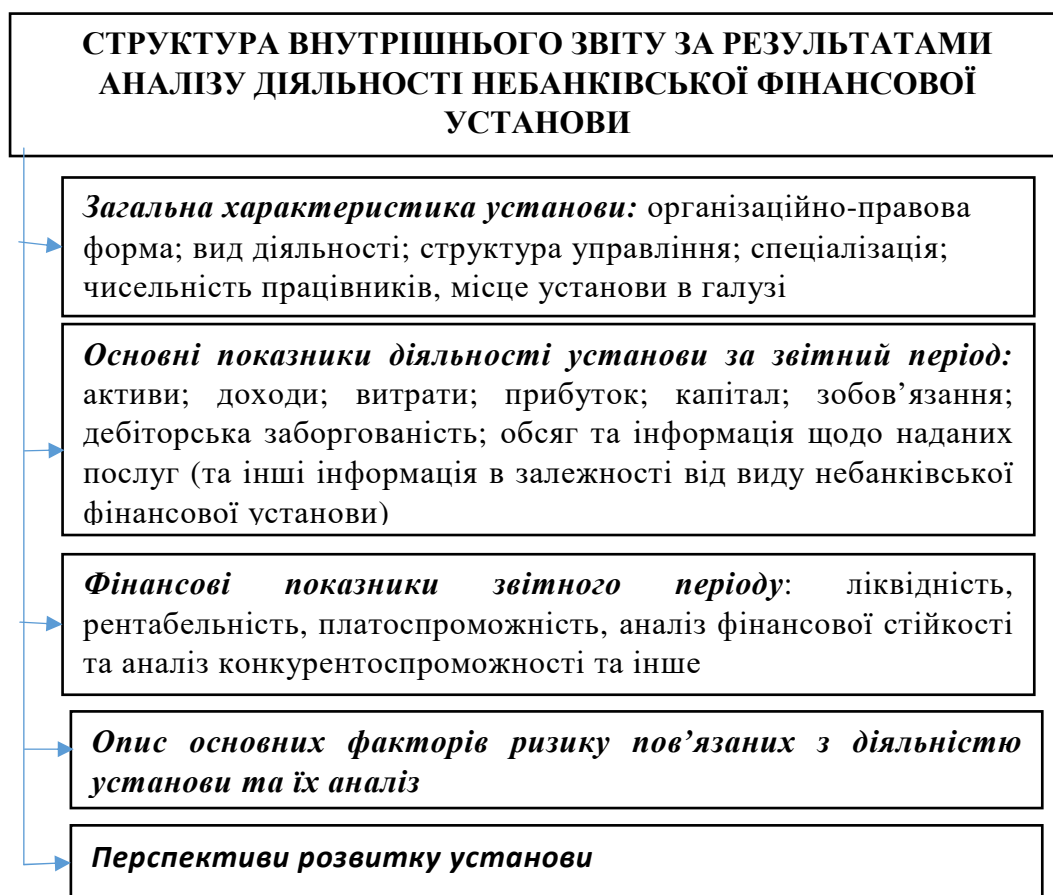 СТРУКТУРА ВНУТРІШНЬОГО ЗВІТУ ЗА РЕЗУЛЬТАТАМИ
АНАЛІЗУ ДІЯЛЬНОСТІ НЕБАНКІВСЬКОЇ ФІНАНСОВОЇ
УСТАНОВИ
Загальна характеристика установи: організаційно-правова
форма; вид діяльності; структура управління; спеціалізація;
чисельність працівників, місце установи в галузі
Основні показники діяльності установи за звітний період:
активи; доходи; витрати; прибуток; капітал; зобов’язання;
дебіторська заборгованість; обсяг та інформація щодо наданих
послуг (та інші інформація в залежності від виду небанківської
фінансової установи)
Фінансові показники звітного періоду: ліквідність,
рентабельність, платоспроможність, аналіз фінансової стійкості
та аналіз конкурентоспроможності та інше
Опис основних факторів ризику пов’язаних з діяльністю
установи та їх аналіз
Перспективи розвитку установи